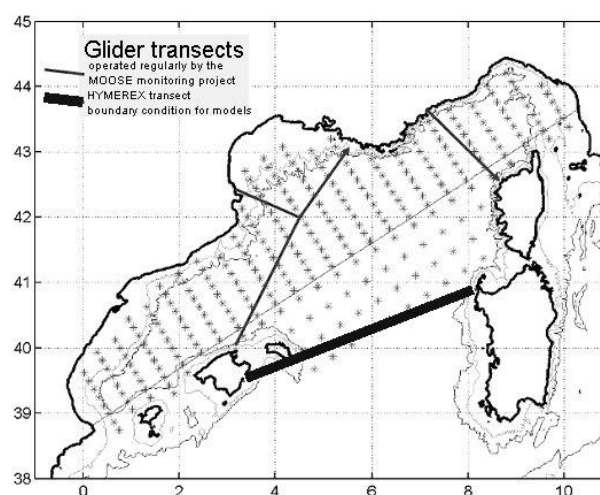 45
44
43
42
41
40
39
38
Glider transects
operated regularly by the
MOOSE monitoring project
HYMEREX transect
boundary condition for models
0
2
4
6
8
10